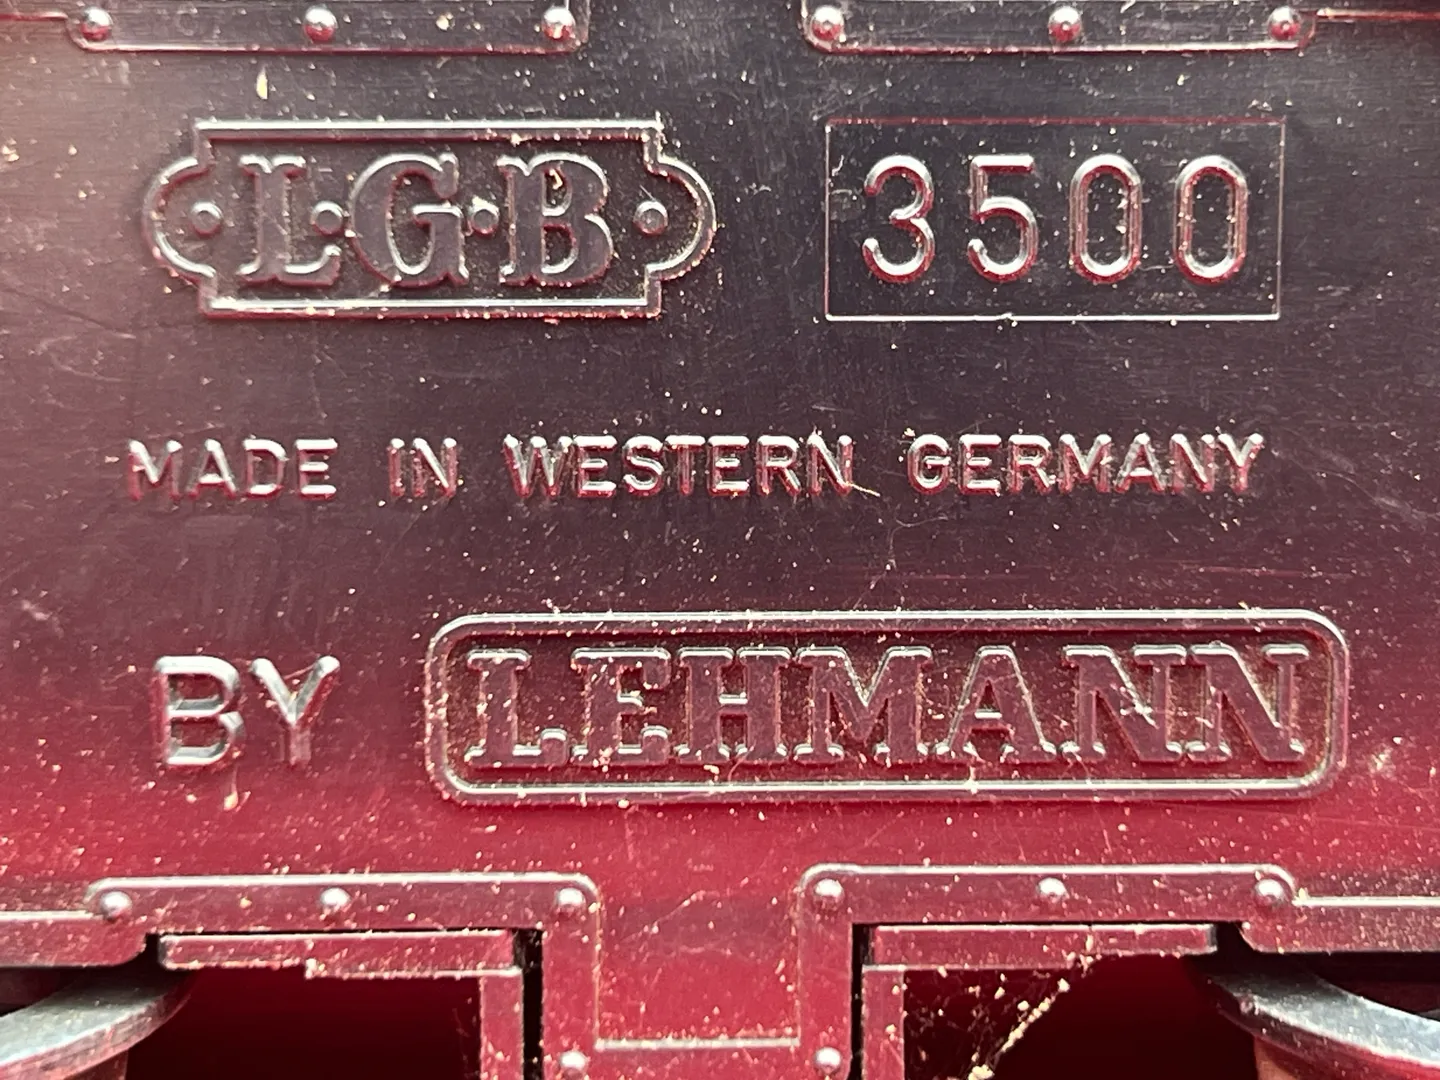 L·G·B 3500
MADE IN WESTERN GERMANY
BY LEHMANN